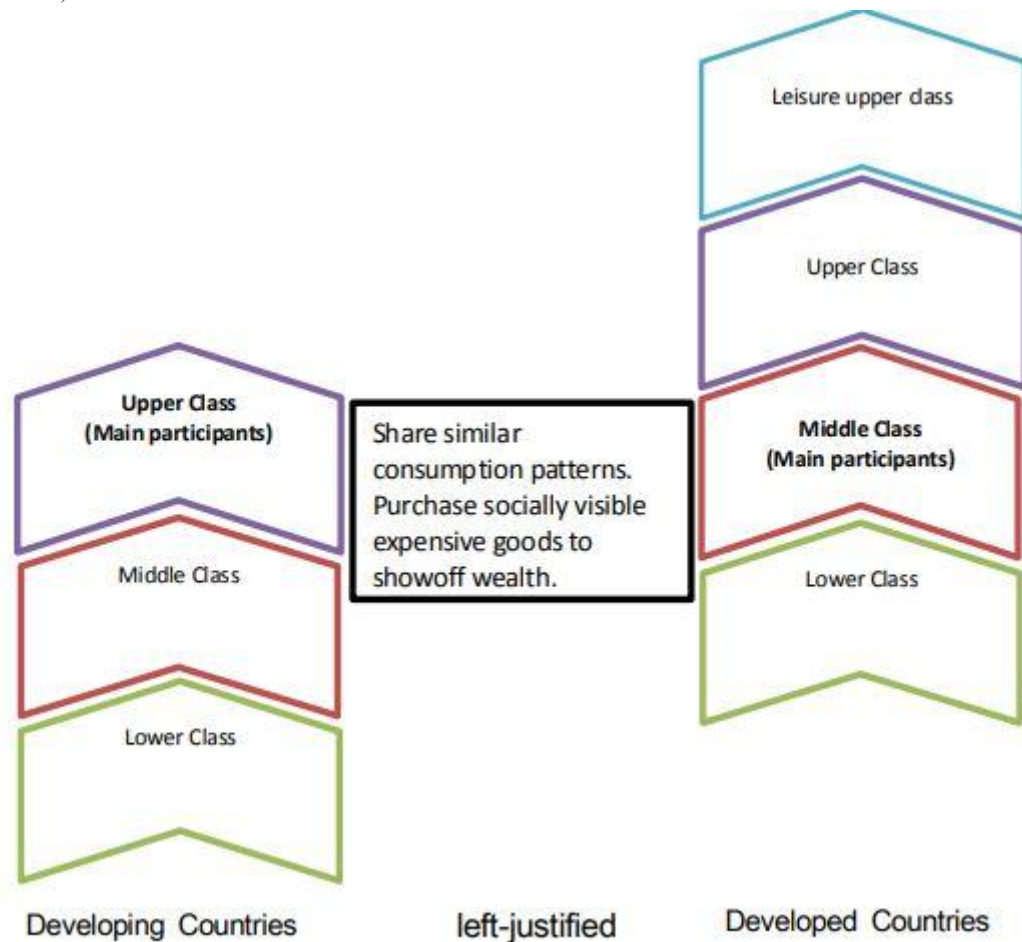 Leisure upper class
Upper Class
Upper Class
(Main participants)
Share similar
consumption patterns.
Purchase socially visible
expensive goods to
showoff wealth.
Middle Class
(Main participants)
Middle Class
Lower Class
Lower Class
Developing Countries
left-justified
Developed Countries